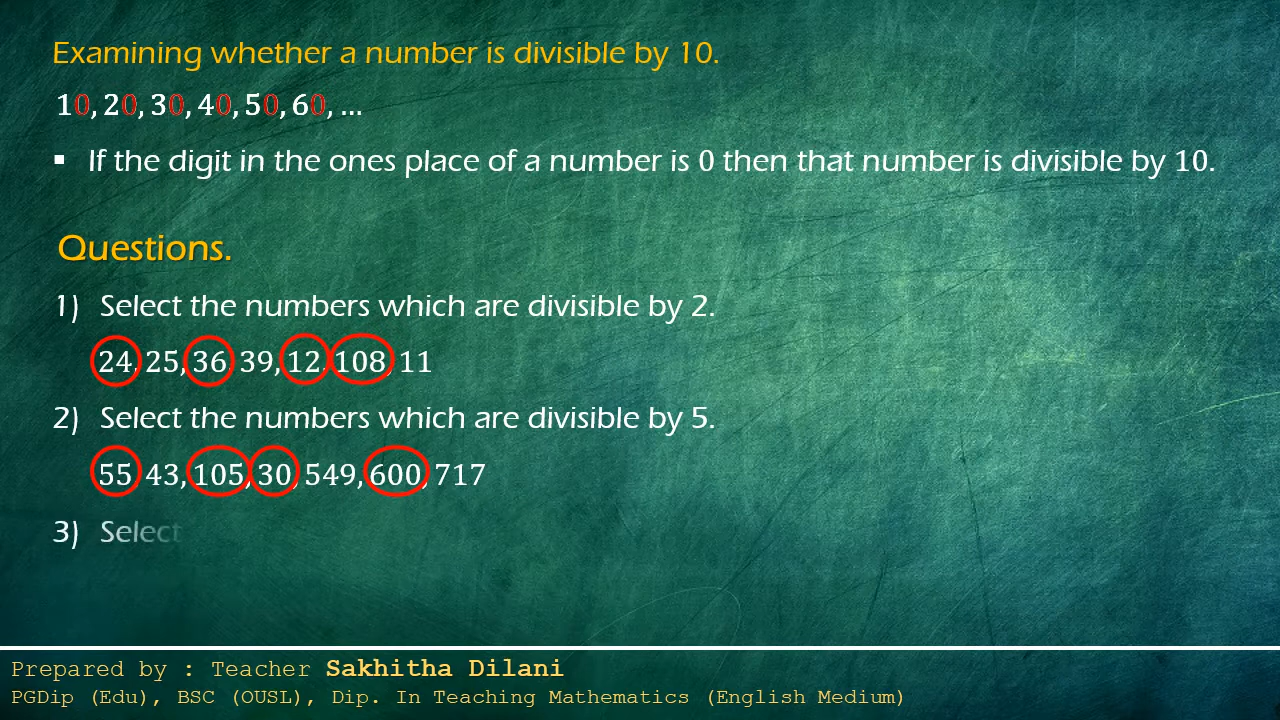 Examining whether a number is divisible by 10.
10, 20, 30, 40, 50, 60, ...
▪ If the digit in the ones place of a number is 0 then that number is divisible by 10.
Questions.
1) Select the numbers which are divisible by 2.
24, 25, 36, 39, 12, 108, 11
2) Select the numbers which are divisible by 5.
55, 43, 105, 30, 549, 600, 717
3) Select
Prepared by : Teacher Sakhitha Dilani
PGDip (Edu), BSC (OUSL), Dip. In Teaching Mathematics (English Medium)